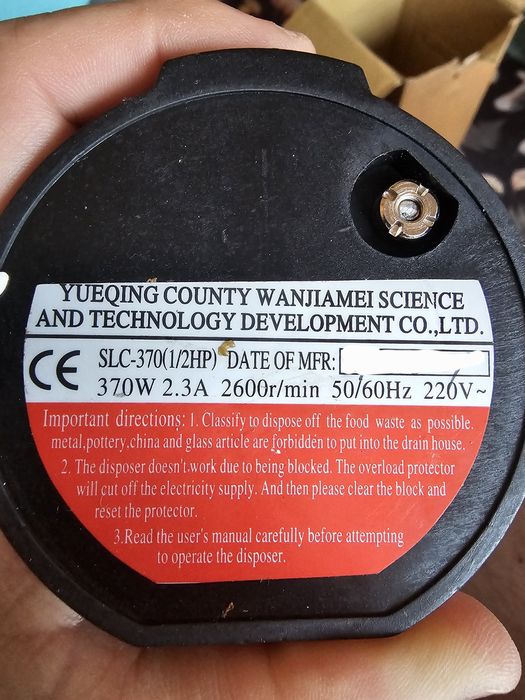 YUEQING COUNTY WANJIAMEI SCIENCE
AND TECHNOLOGY DEVELOPMENT CO.,LTD.
CE SLC-370(1/2HP) DATE OF MFR:
370W 2.3A 2600r/min 50/60Hz 220V~
Important directions: 1. Classify to dispose off the food waste as possible.
metal,pottery,china and glass article are forbidden to put into the drain house.
2. The disposer doesn't.work due to being blocked. The overload protector
will cut off the electricity supply. And then please clear the block and
reset the protector.
3.Read the user's manual carefully before attempting
to operate the disposer.